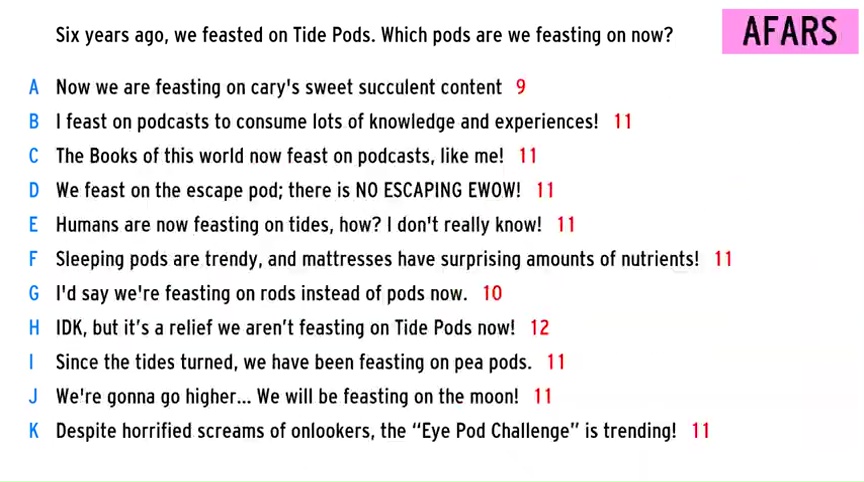 Six years ago, we feasted on Tide Pods. Which pods are we feasting on now?
AFARS
A Now we are feasting on cary's sweet succulent content 9
B I feast on podcasts to consume lots of knowledge and experiences! 11
C The Books of this world now feast on podcasts, like me! 11
D We feast on the escape pod; there is NO ESCAPING EWOW! 11
E Humans are now feasting on tides, how? I don't really know! 11
F Sleeping pods are trendy, and mattresses have surprising amounts of nutrients! 11
G I'd say we're feasting on rods instead of pods now. 10
H IDK, but it’s a relief we aren’t feasting on Tide Pods now! 12
I Since the tides turned, we have been feasting on pea pods. 11
J We're gonna go higher... We will be feasting on the moon! 11
K Despite horrified screams of onlookers, the “Eye Pod Challenge” is trending! 11